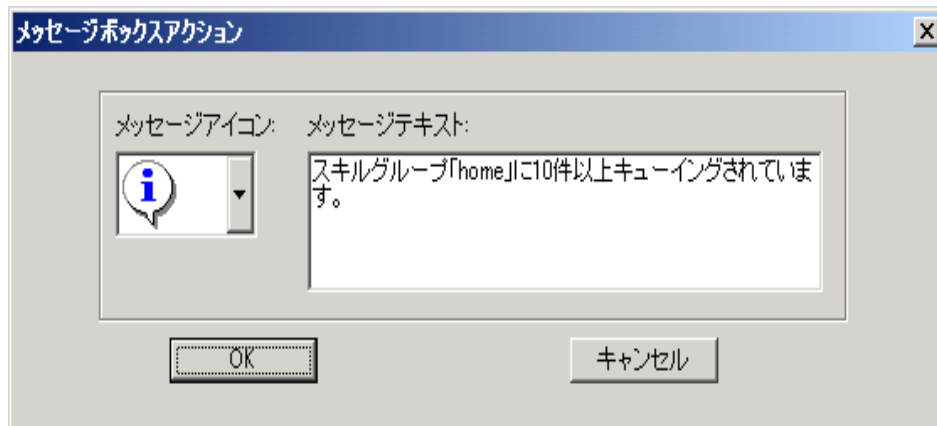 メッセージボックスアクション
メッセージアイコン: メッセージテキスト:
スキルグループ「home」に10件以上キューイングされていま
す。
OK キャンセル